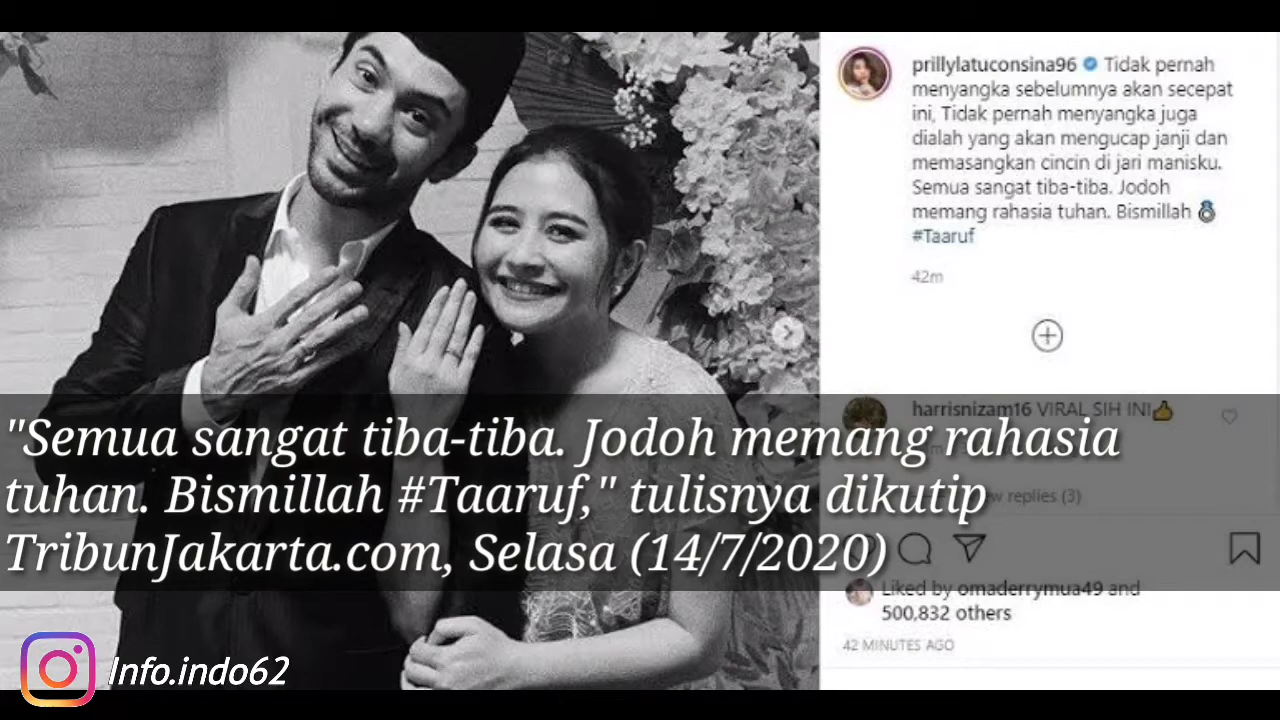 prillylatuconsina96 Tidak pernah
menyangka sebelumnya akan secepat
ini, Tidak pernah menyangka juga
dialah yang akan mengucap janji dan
memasangkan cincin di jari manisku.
Semua sangat tiba-tiba. Jodoh
memang rahasia tuhan. Bismillah
#Taaruf
42m
harrisnizam16 VIRAL SIH INI
replies (3)
"Semua sangat tiba-tiba. Jodoh memang rahasia
tuhan. Bismillah #Taaruf," tulisnya dikutip
TribunJakarta.com, Selasa (14/7/2020)
Liked by omaderrymua49 and
500,832 others
42 MINUTES AGO
Info.indo62